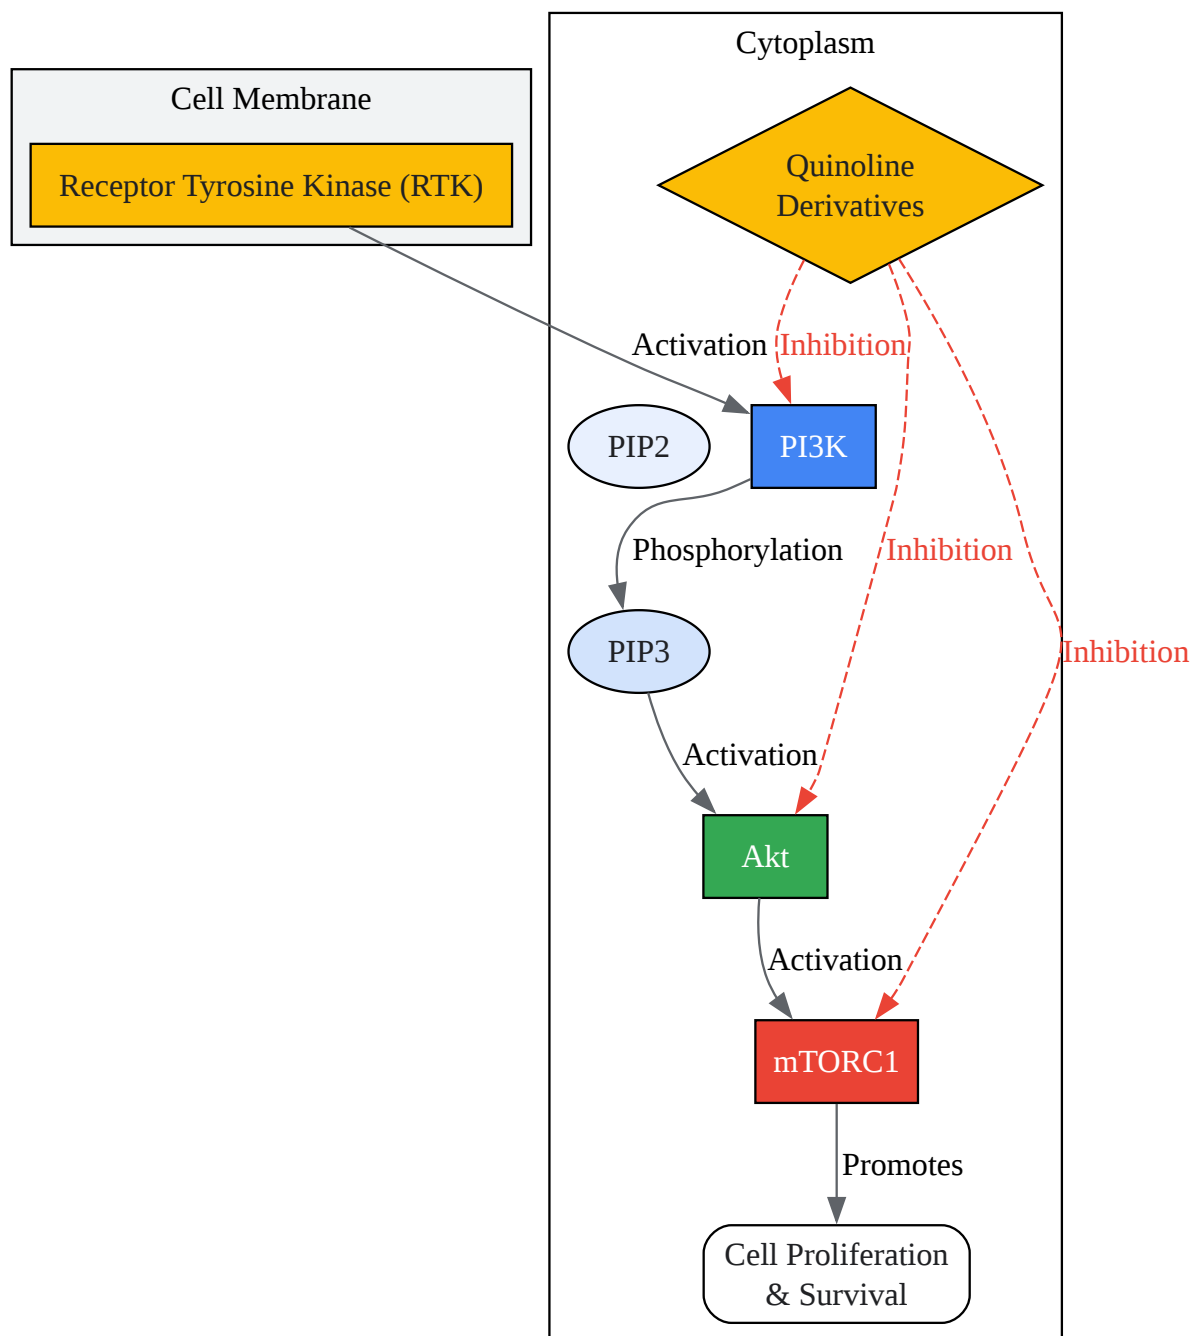 Cytoplasm
Cell Membrane
Receptor Tyrosine Kinase (RTK)
Quinoline
Derivatives
Activation
Inhibition
PIP2
PI3K
Phosphorylation
Inhibition
PIP3
Inhibition
Activation
Akt
Activation
mTORC1
Promotes
Cell Proliferation
& Survival